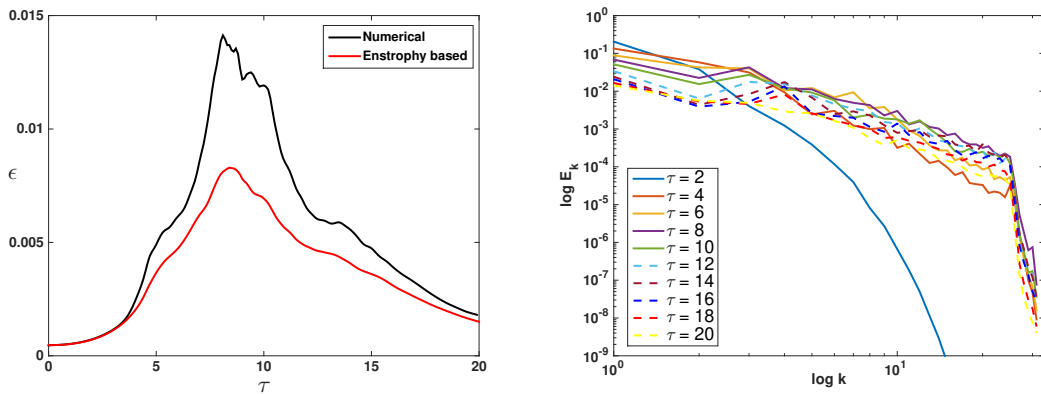 0.015
0.01
0.005
0
ϵ
0 5 10 15 20
τ
Numerical
Enstrophy based
10^0
10^-1
10^-2
10^-3
10^-4
10^-5
10^-6
10^-7
10^-8
10^-9
log E_k
10^0 10^1
log k
τ = 2
τ = 4
τ = 6
τ = 8
τ = 10
τ = 12
τ = 14
τ = 16
τ = 18
τ = 20